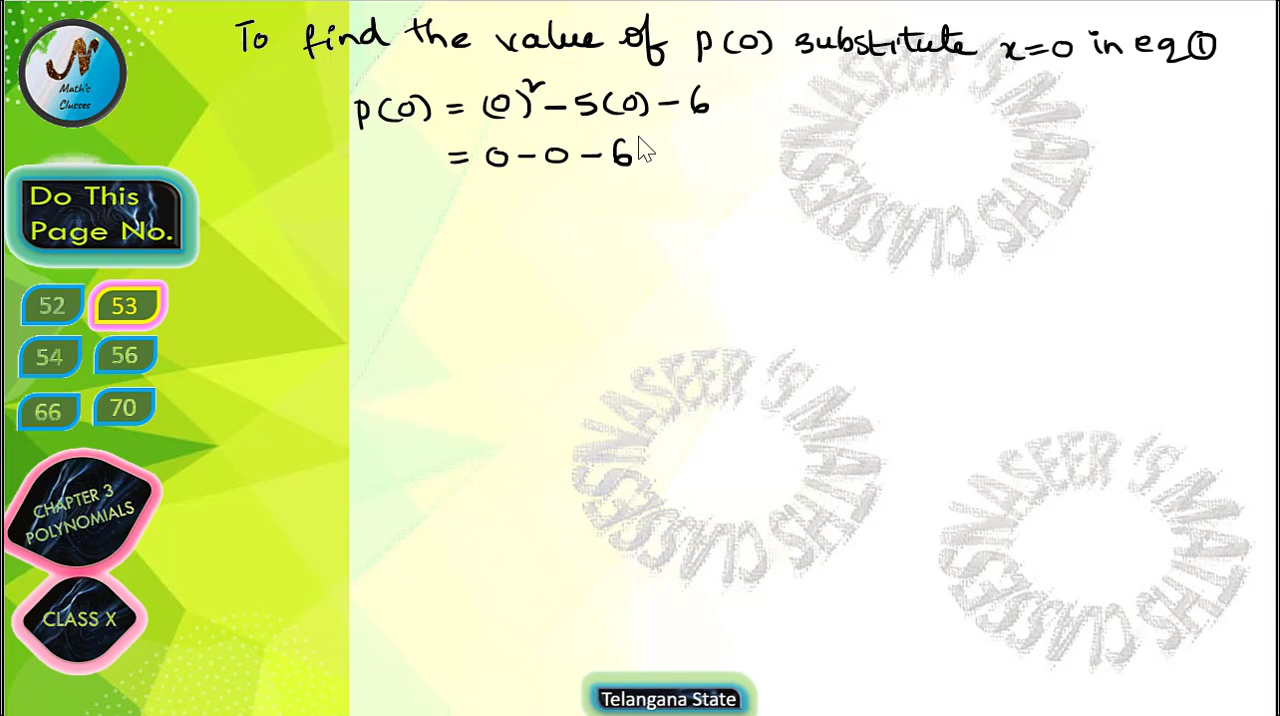 To find the value of p(0) substitute x=0 in eq ①
p(0) = (0)² - 5(0) - 6
= 0 - 0 - 6
N
Math's
Classes
Do This
Page No.
52 53
54 56
66 70
CHAPTER 3
POLYNOMIALS
CLASS X
NASEER'S MATHS CLASSES
NASEER'S MATHS CLASSES
NASEER'S MATHS CLASSES
Telangana State